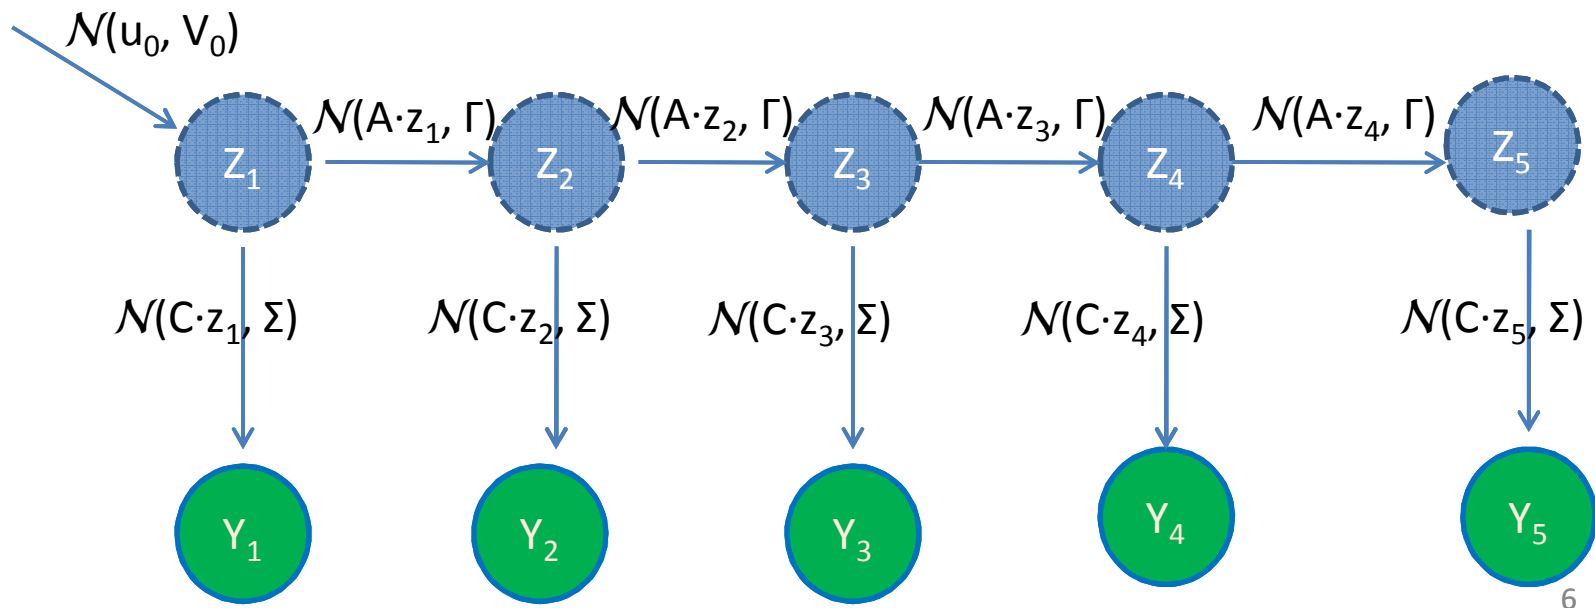 𝒩(u₀, V₀)
𝒩(A·z₁, Γ) 𝒩(A·z₂, Γ) 𝒩(A·z₃, Γ) 𝒩(A·z₄, Γ)
Z₁ Z₂ Z₃ Z₄ Z₅
𝒩(C·z₁, Σ) 𝒩(C·z₂, Σ) 𝒩(C·z₃, Σ) 𝒩(C·z₄, Σ) 𝒩(C·z₅, Σ)
Y₁ Y₂ Y₃ Y₄ Y₅
6